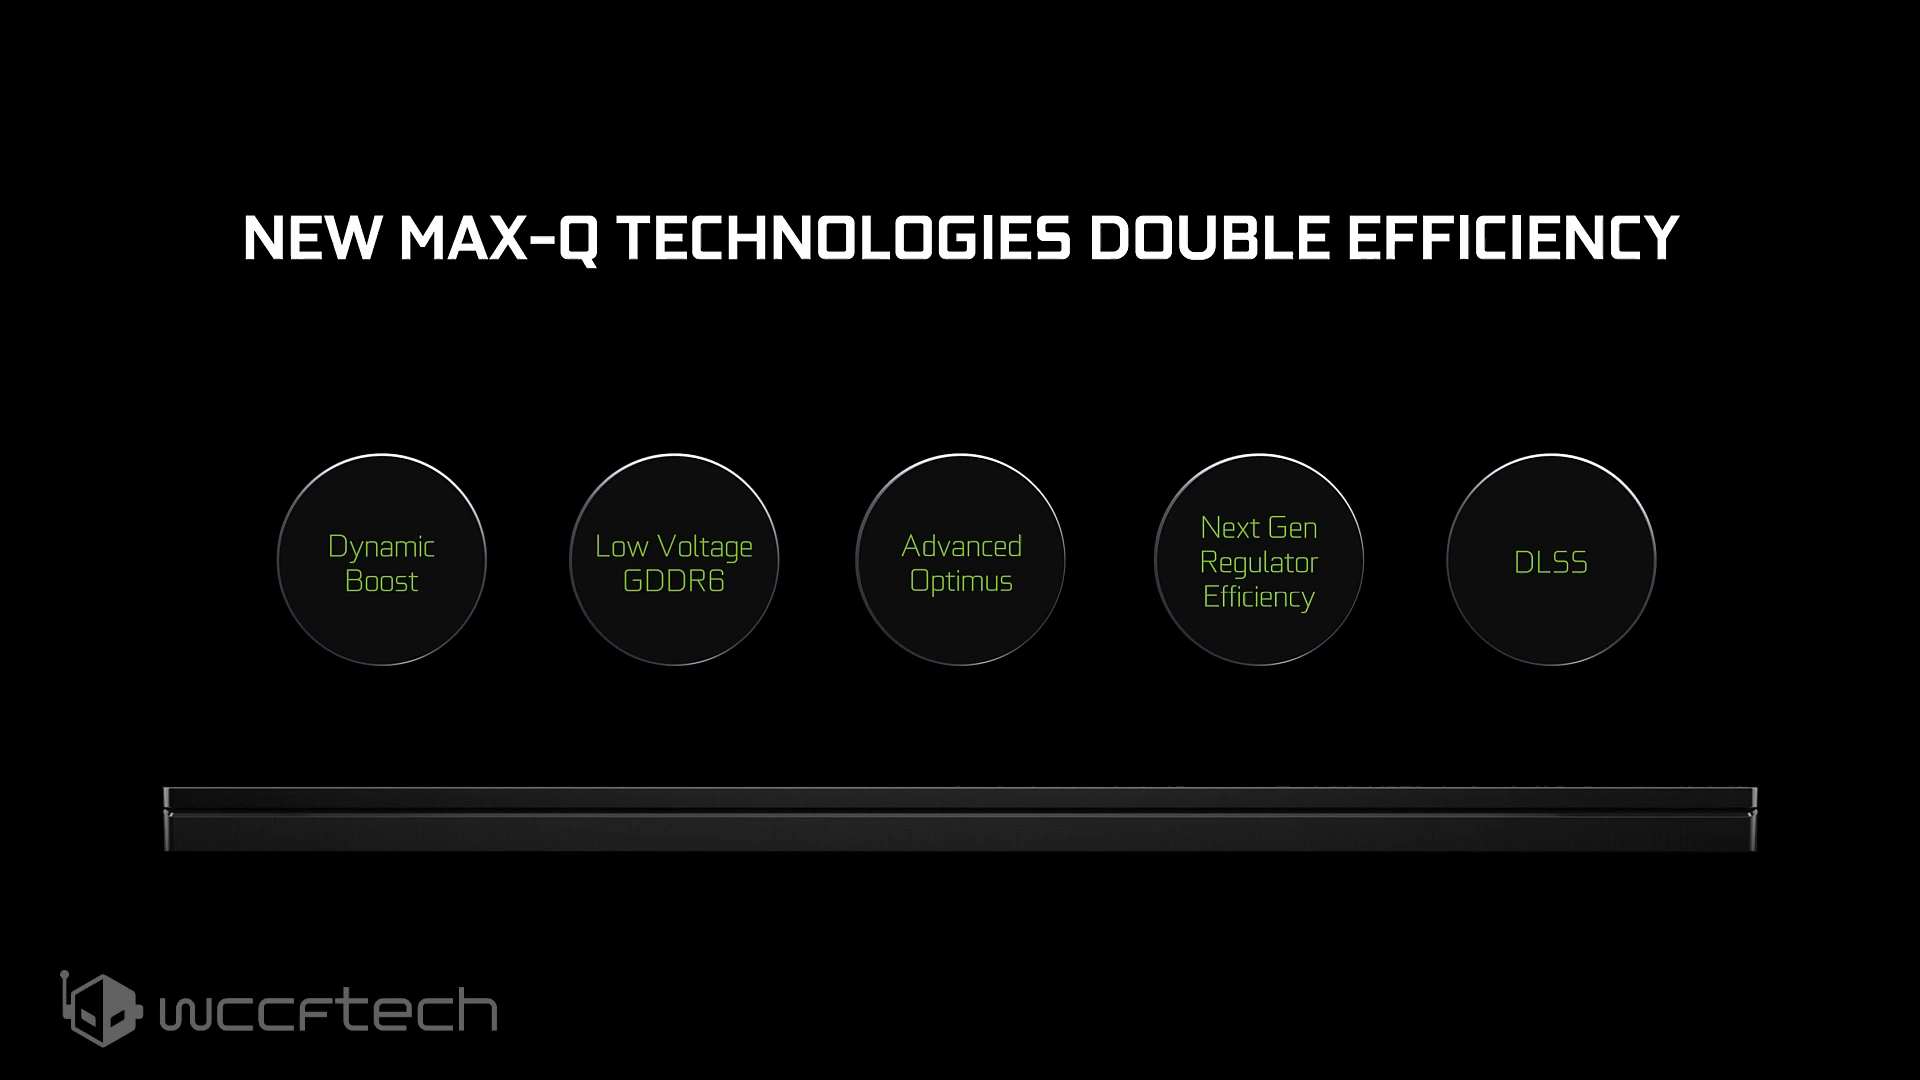 NEW MAX-Q TECHNOLOGIES DOUBLE EFFICIENCY
Dynamic
Boost
Low Voltage
GDDR6
Advanced
Optimus
Next Gen
Regulator
Efficiency
DLSS
wccftech